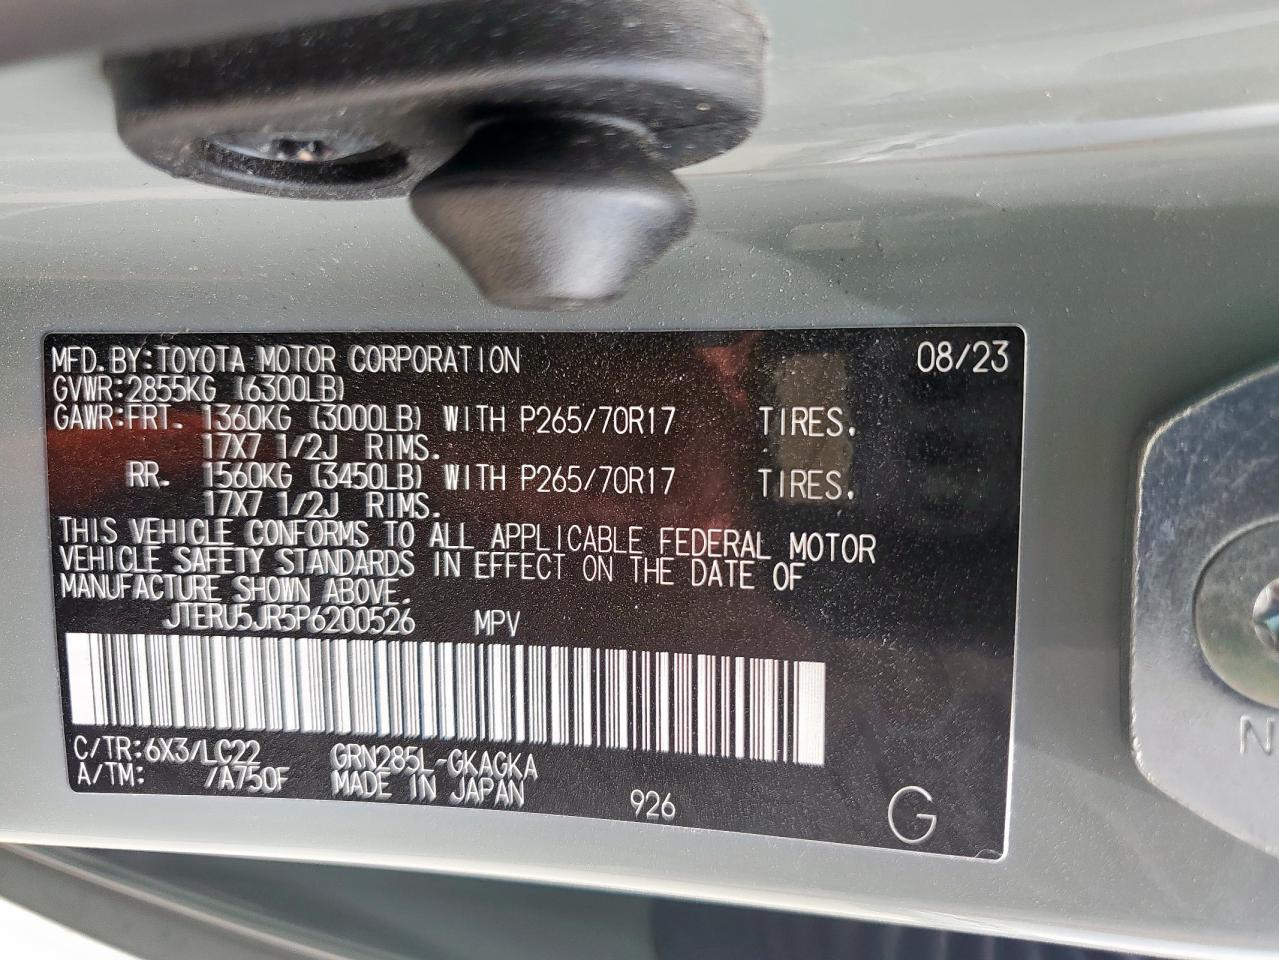 MFD.BY:TOYOTA MOTOR CORPORATION 08/23
GVWR:2855KG (6300LB)
GAWR:FRT. 1360KG (3000LB) WITH P265/70R17 TIRES,
17X7 1/2J RIMS.
RR. 1560KG (3450LB) WITH P265/70R17 TIRES,
17X7 1/2J RIMS.
THIS VEHICLE CONFORMS TO ALL APPLICABLE FEDERAL MOTOR
VEHICLE SAFETY STANDARDS IN EFFECT ON THE DATE OF
MANUFACTURE SHOWN ABOVE.
JTERU5JR5P6200526 MPV
C/TR:6X3/LC22 GRN285L-GKAGKA
A/TM: /A750F MADE IN JAPAN 926 G
N